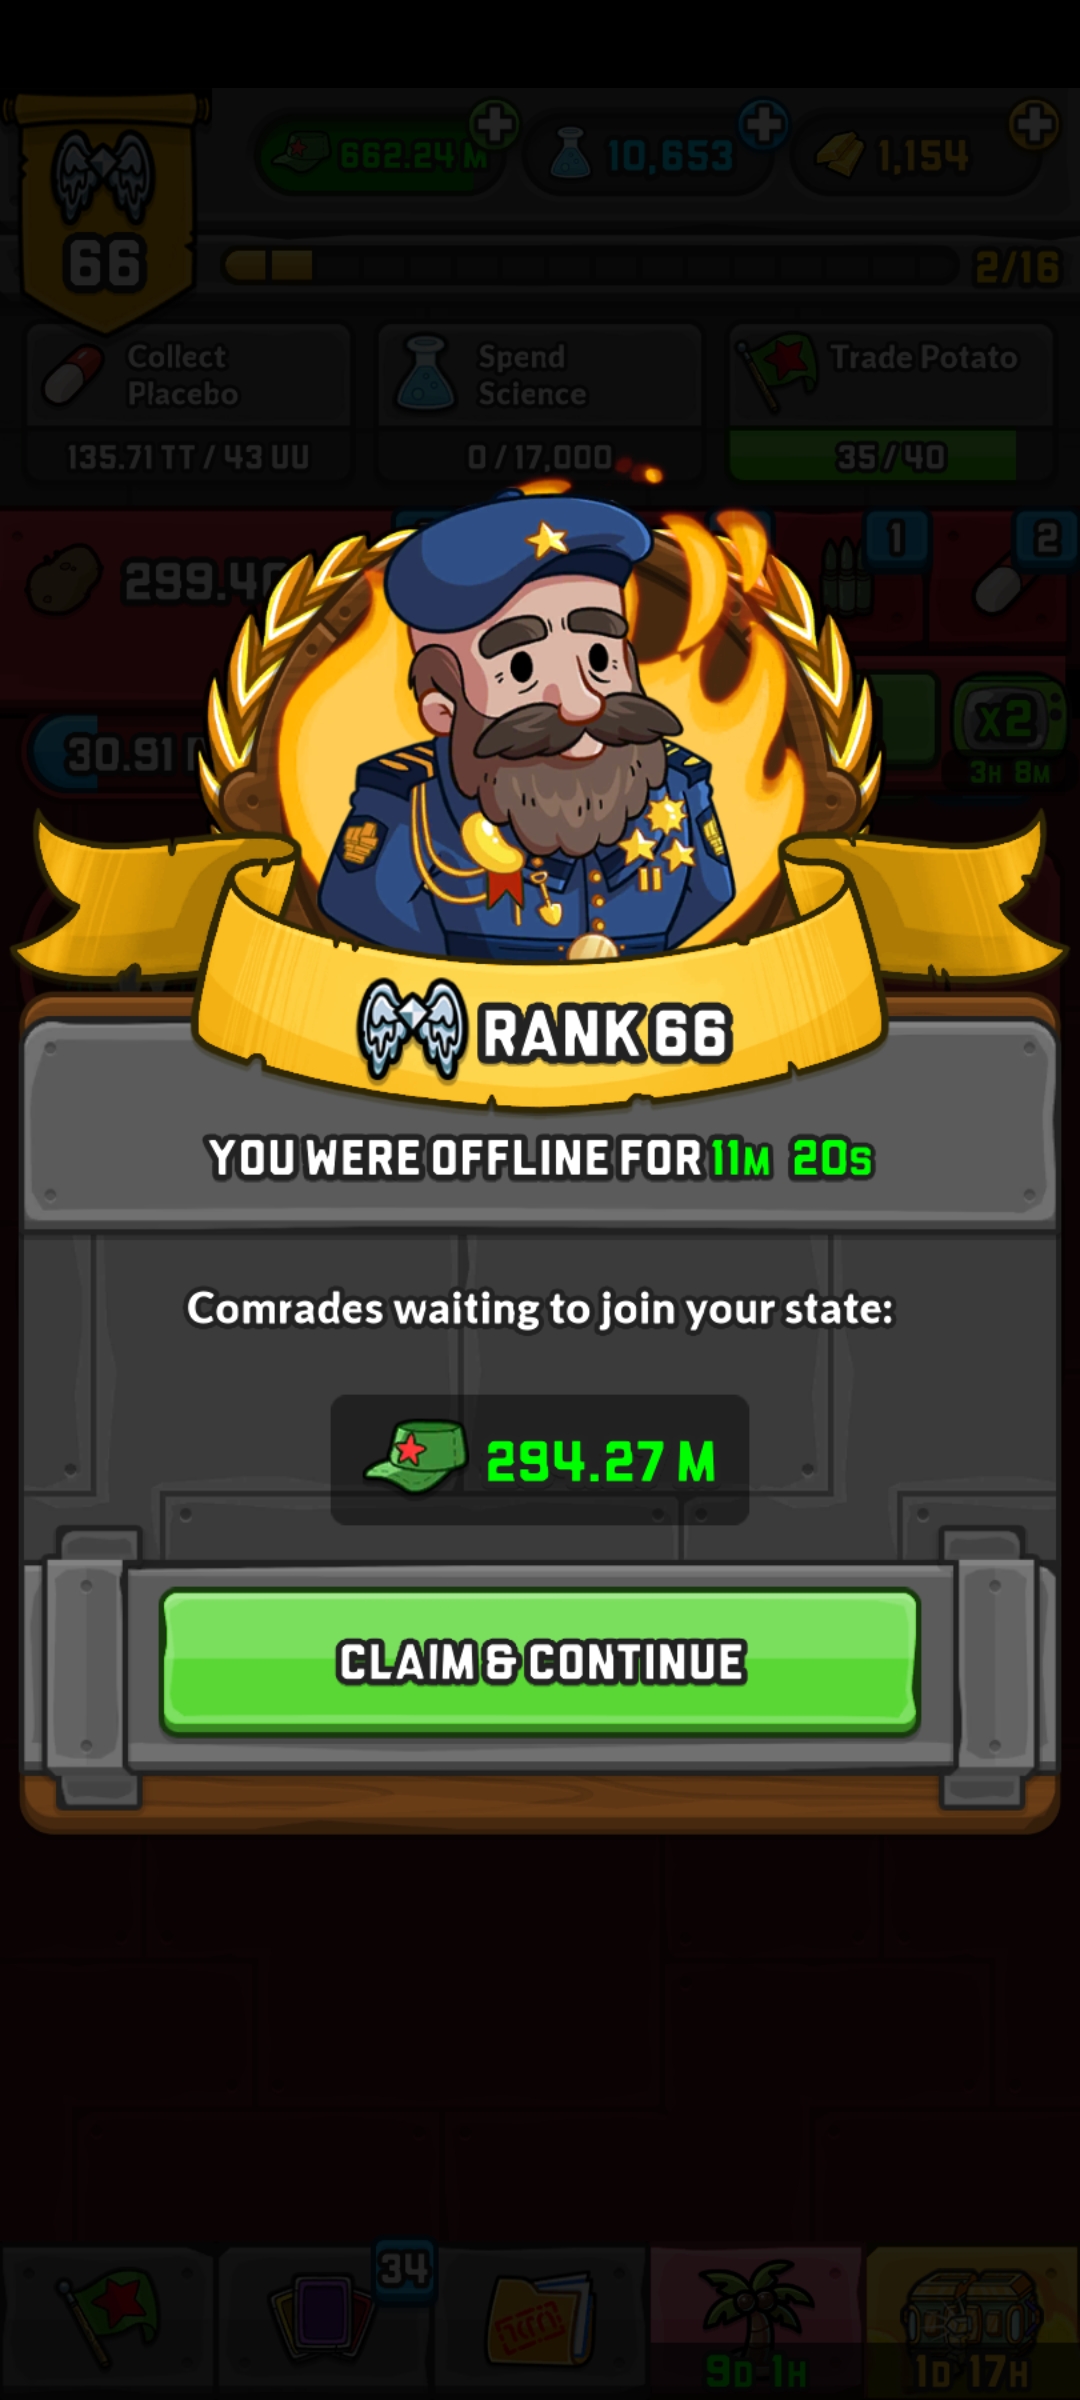 662.24 M
10,653
1,154
66
2/16
Collect
Placebo
Spend
Science
Trade Potato
135.71 TT / 43 UU
0 / 17,000
35 / 40
1
2
30.91
x2
3H 8M
RANK 66
YOU WERE OFFLINE FOR 11M 20S
Comrades waiting to join your state:
294.27 M
CLAIM & CONTINUE
34
9D 1H
1D 17H